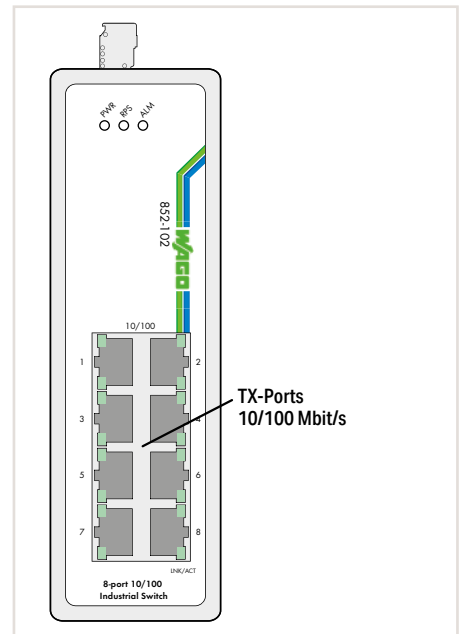 PWR RPS ALM
852-102
WAGO
10/100
1 2
3 4
5 6
7 8
TX-Ports
10/100 Mbit/s
LNK/ACT
8-port 10/100
Industrial Switch